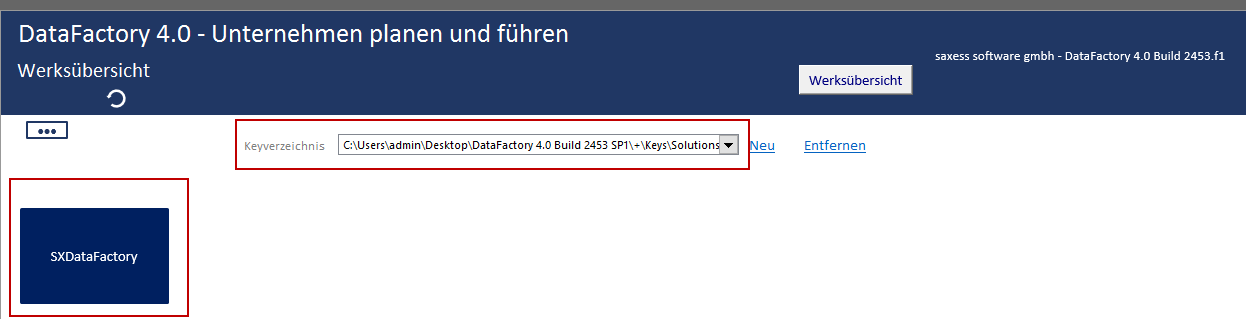 DataFactory 4.0 - Unternehmen planen und führen
saxess software gmbh - DataFactory 4.0 Build 2453.f1
Werksübersicht
Werksübersicht
Keyverzeichnis
C:\Users\admin\Desktop\DataFactory 4.0 Build 2453 SP1\+\Keys\Solutions
Neu
Entfernen
SXDataFactory